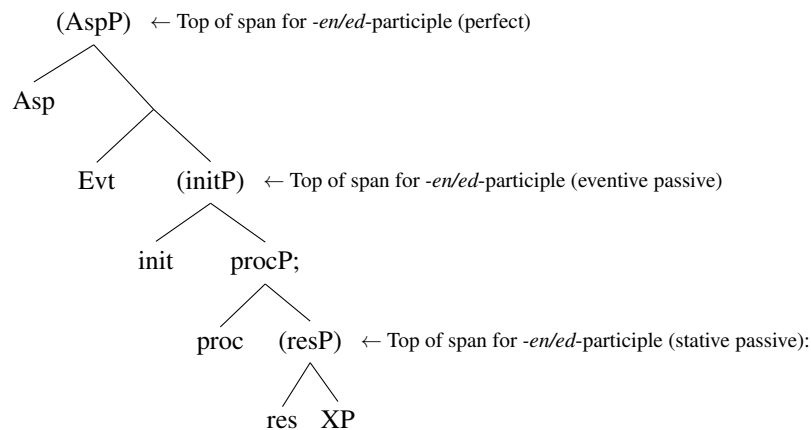 (AspP) ← Top of span for -en/ed-participle (perfect)
Asp
Evt (initP) ← Top of span for -en/ed-participle (eventive passive)
init procP;
proc (resP) ← Top of span for -en/ed-participle (stative passive):
res XP